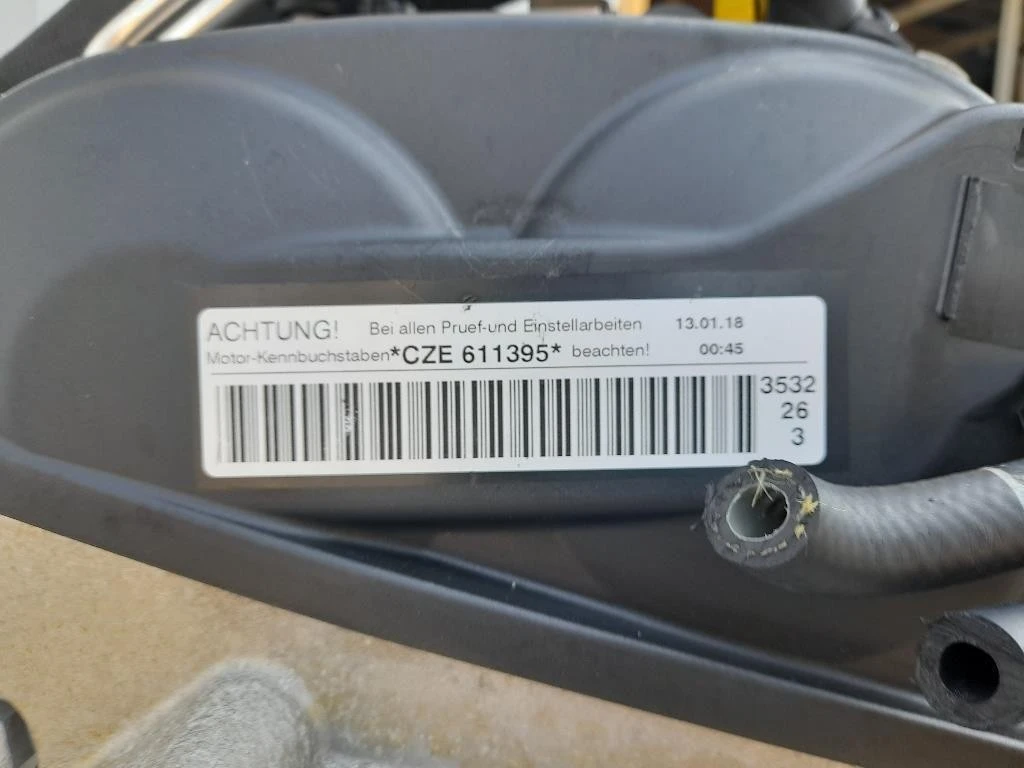 ACHTUNG! Bei allen Pruef-und Einstellarbeiten 13.01.18
Motor-Kennbuchstaben *CZE 611395* beachten! 00:45
3532
26
3